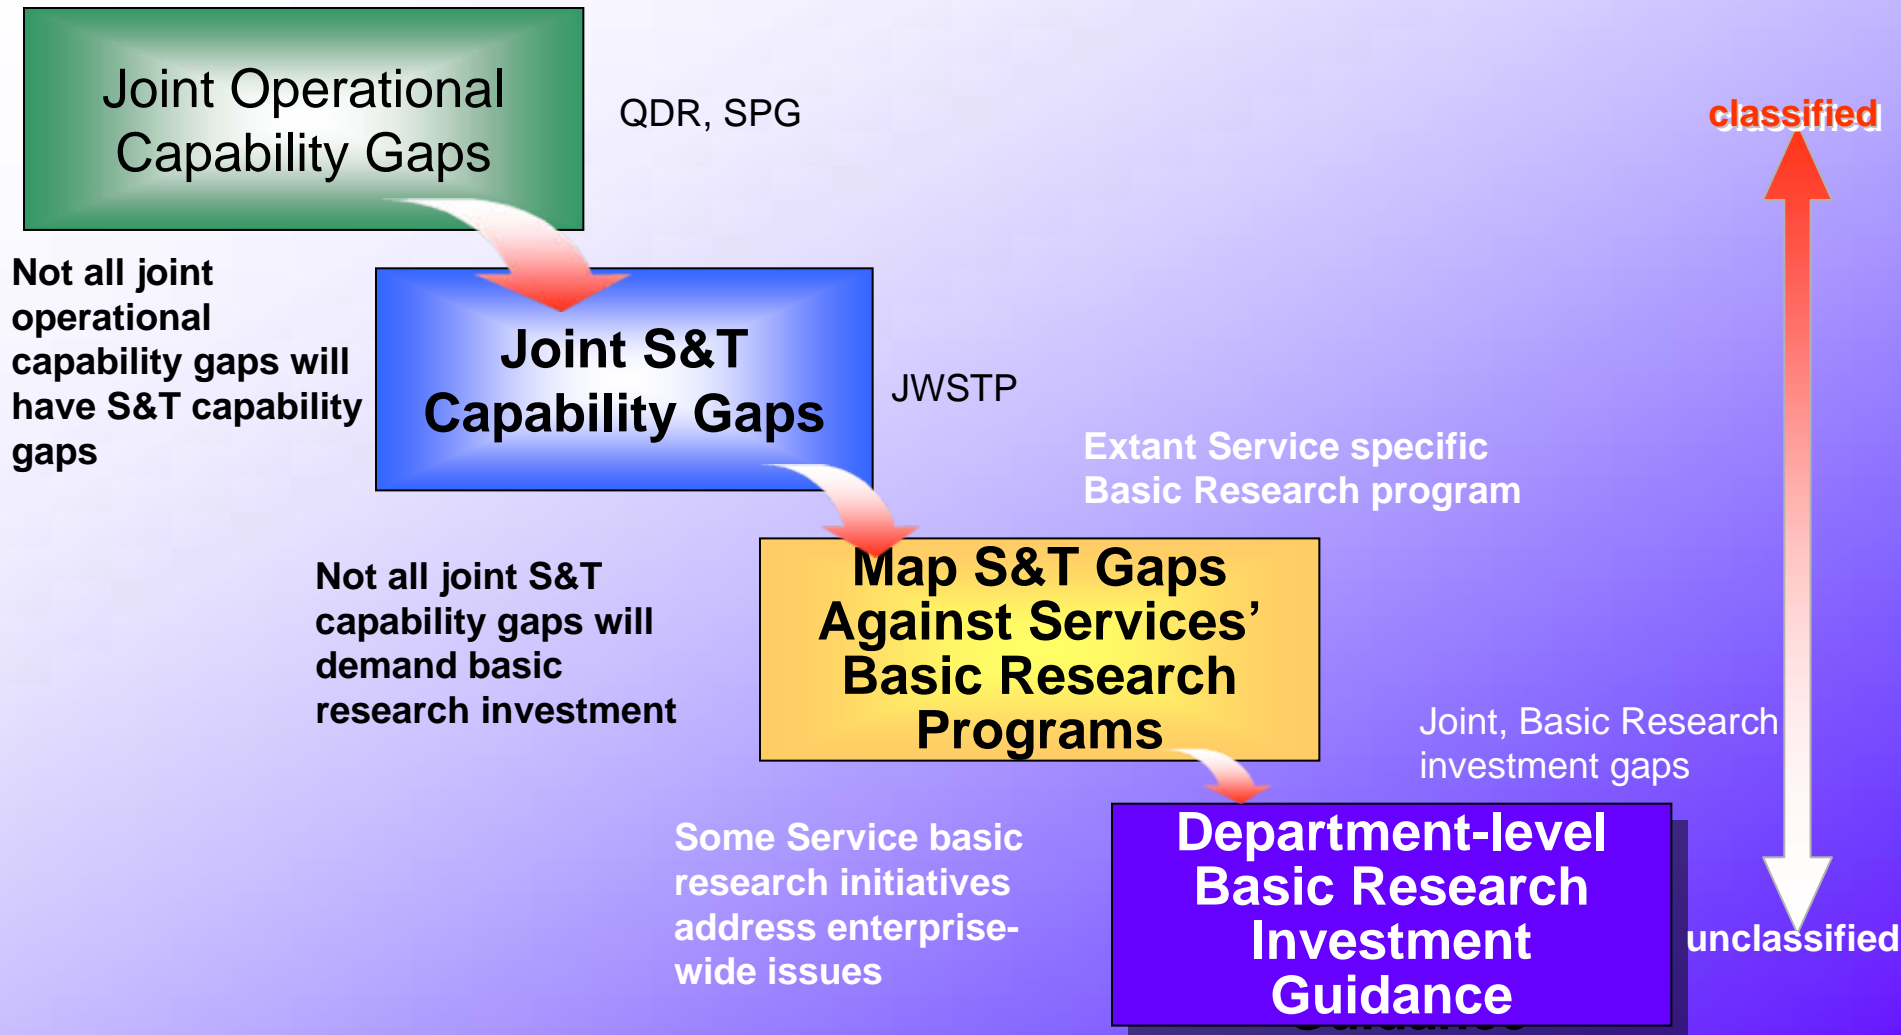 Joint Operational
Capability Gaps
QDR, SPG
classified
Not all joint
operational
capability gaps will
have S&T capability
gaps
Joint S&T
Capability Gaps
JWSTP
Extant Service specific
Basic Research program
Not all joint S&T
capability gaps will
demand basic
research investment
Map S&T Gaps
Against Services’
Basic Research
Programs
Joint, Basic Research
investment gaps
Some Service basic
research initiatives
address enterprise-
wide issues
Department-level
Basic Research
Investment
Guidance
unclassified